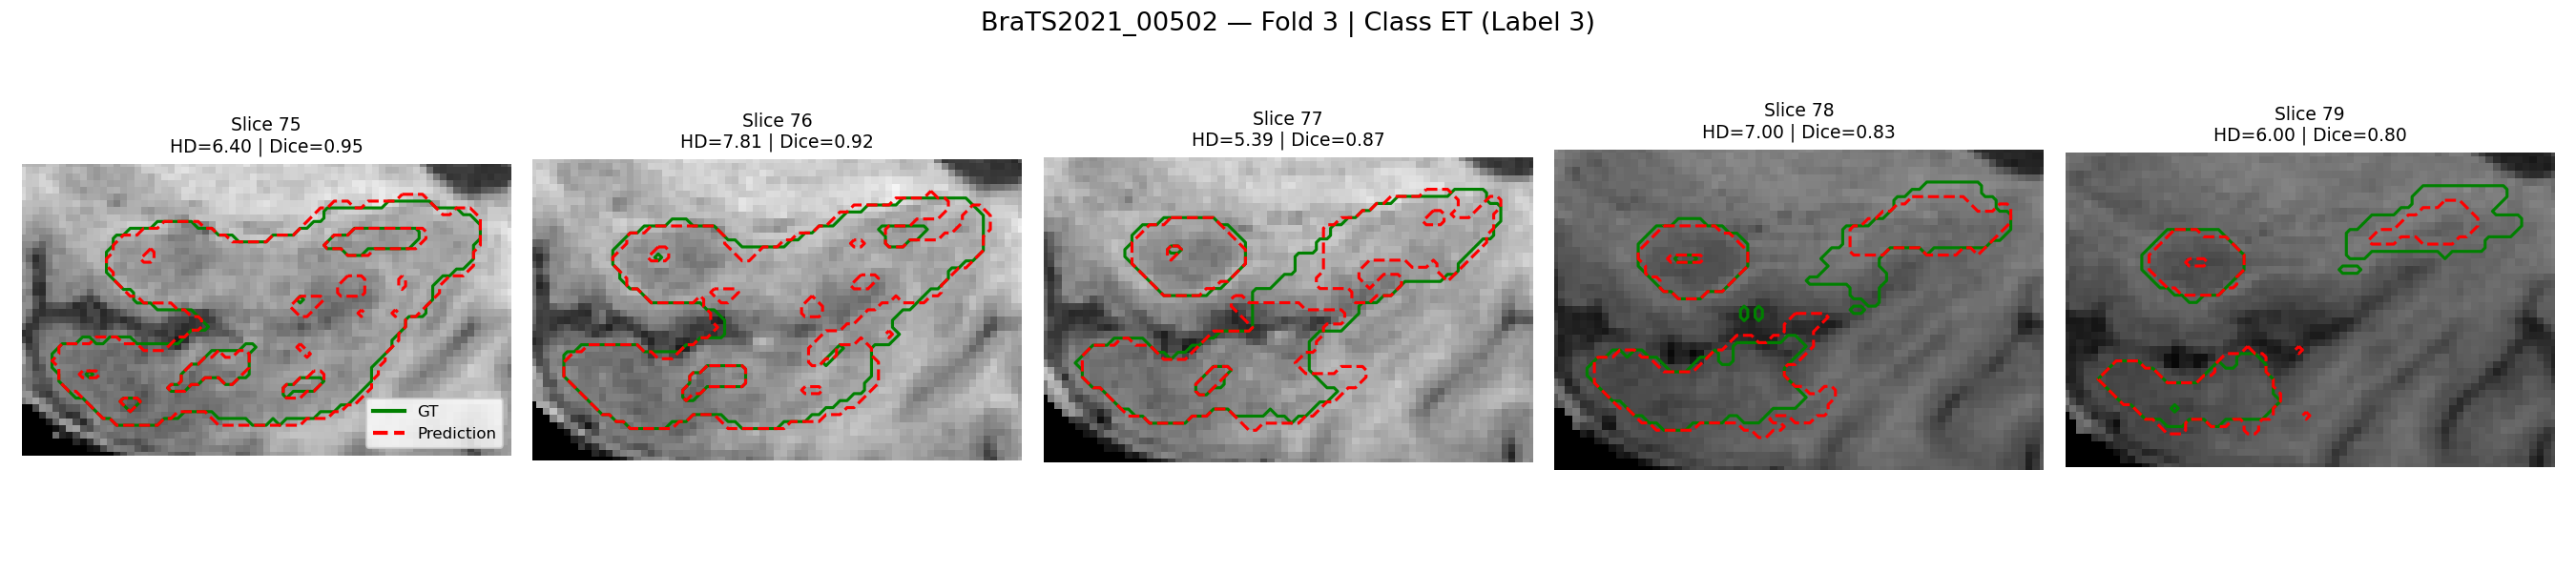 BraTS2021_00502 — Fold 3 | Class ET (Label 3)
Slice 75
HD=6.40 | Dice=0.95
Slice 76
HD=7.81 | Dice=0.92
Slice 77
HD=5.39 | Dice=0.87
Slice 78
HD=7.00 | Dice=0.83
Slice 79
HD=6.00 | Dice=0.80
GT
Prediction